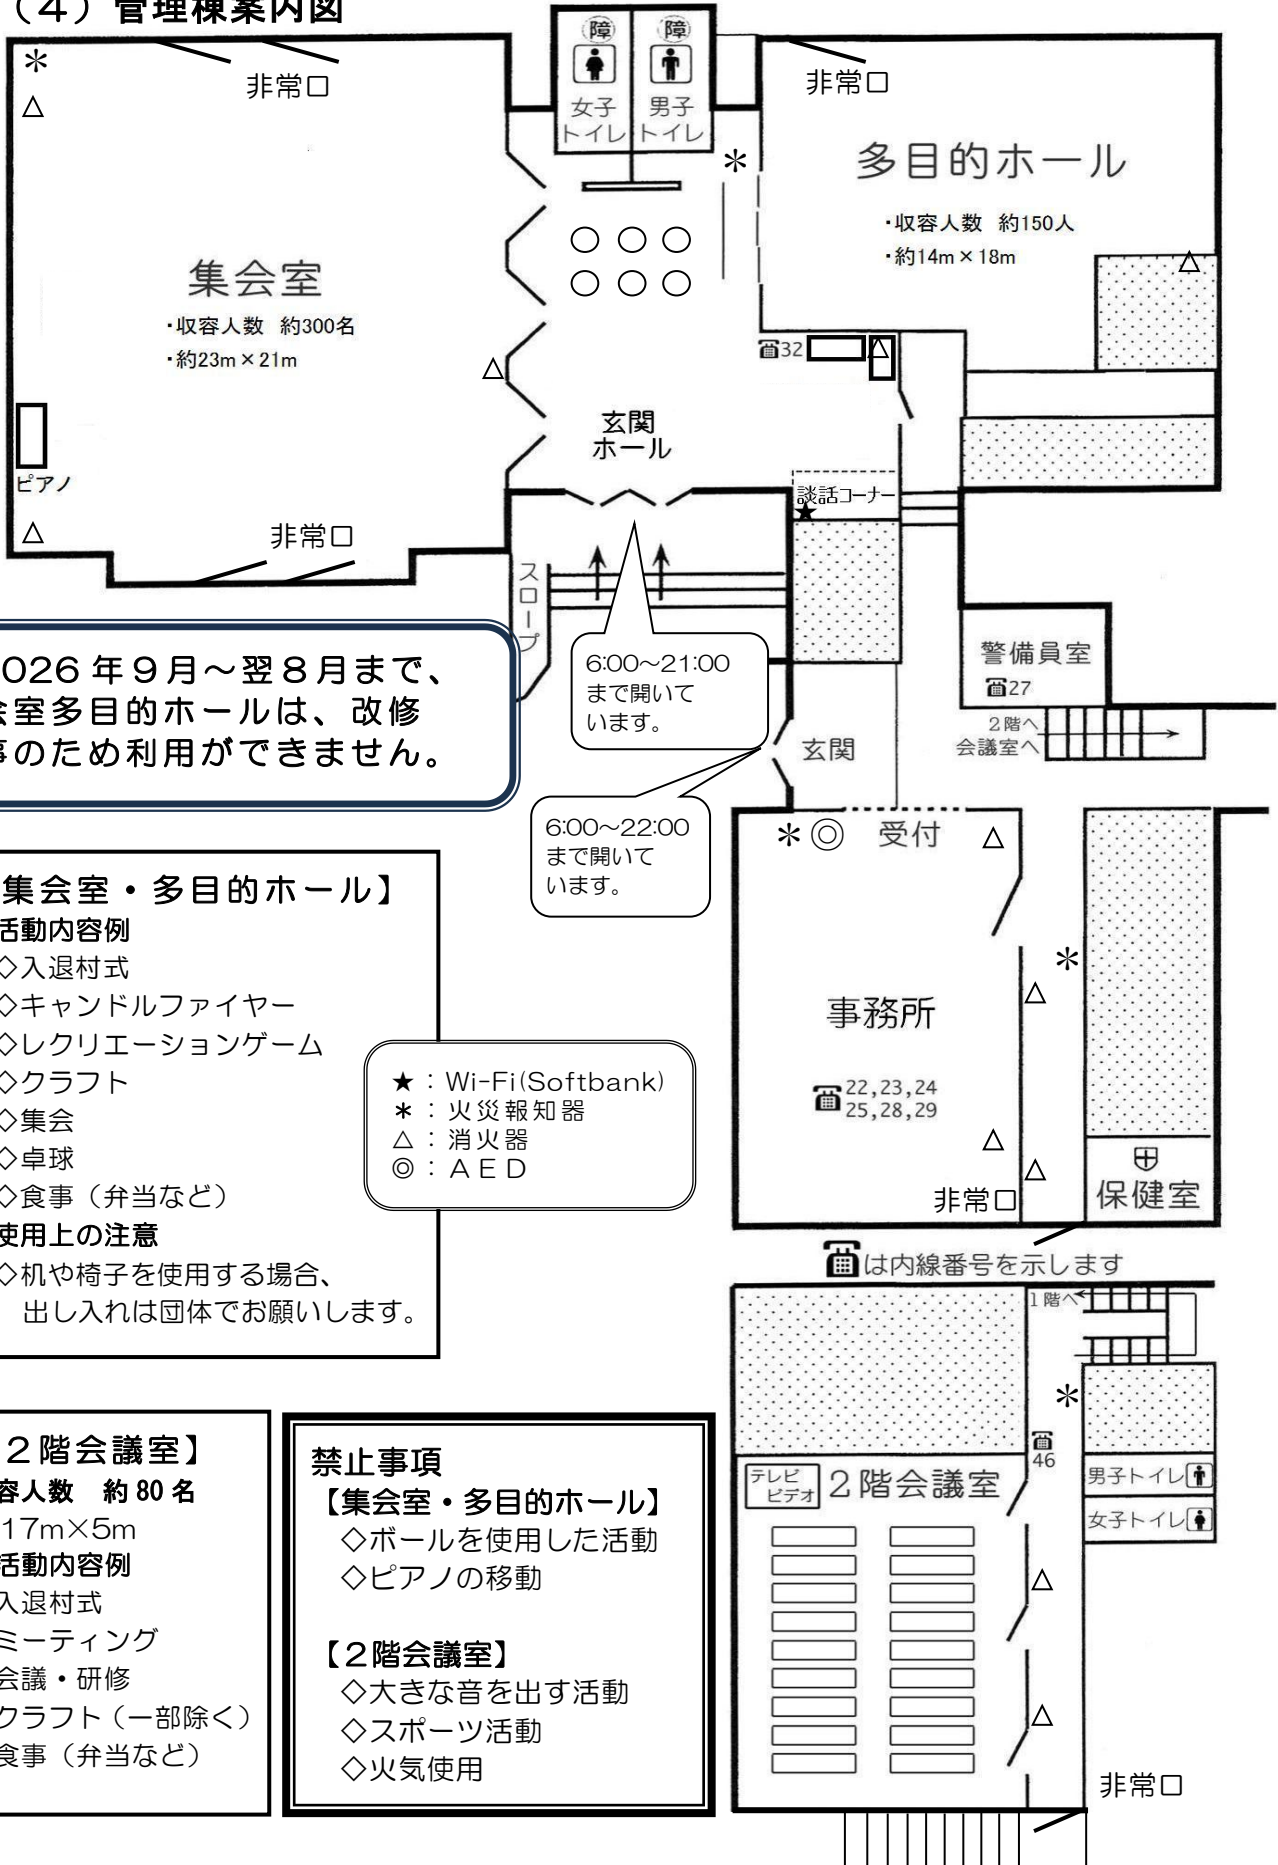 （４）管理棟案内図
非常口
障
女子
トイレ
障
男子
トイレ
非常口
多目的ホール
・収容人数　約150人
・約14m×18m
集会室
・収容人数　約300名
・約23m×21m
ピアノ
32
玄関
ホール
談話コーナー
非常口
スロープ
026年９月～翌８月まで、
会室多目的ホールは、改修
事のため利用ができません。
6:00～21:00
まで開いて
います。
警備員室
27
２階へ
会議室へ
玄関
6:00～22:00
まで開いて
います。
受付
集会室・多目的ホール】
活動内容例
◇入退村式
◇キャンドルファイヤー
◇レクリエーションゲーム
◇クラフト
◇集会
◇卓球
◇食事（弁当など）
使用上の注意
◇机や椅子を使用する場合、
出し入れは団体でお願いします。
★：Wi-Fi(Softbank)
＊：火災報知器
△：消火器
◎：ＡＥＤ
事務所
22,23,24
25,28,29
非常口
保健室
☎は内線番号を示します
１階へ
２階会議室】
容人数　約80名
17m×5m
活動内容例
入退村式
ミーティング
会議・研修
クラフト（一部除く）
食事（弁当など）
禁止事項
【集会室・多目的ホール】
◇ボールを使用した活動
◇ピアノの移動
【２階会議室】
◇大きな音を出す活動
◇スポーツ活動
◇火気使用
46
テレビ
ビデオ
２階会議室
男子トイレ
女子トイレ
非常口